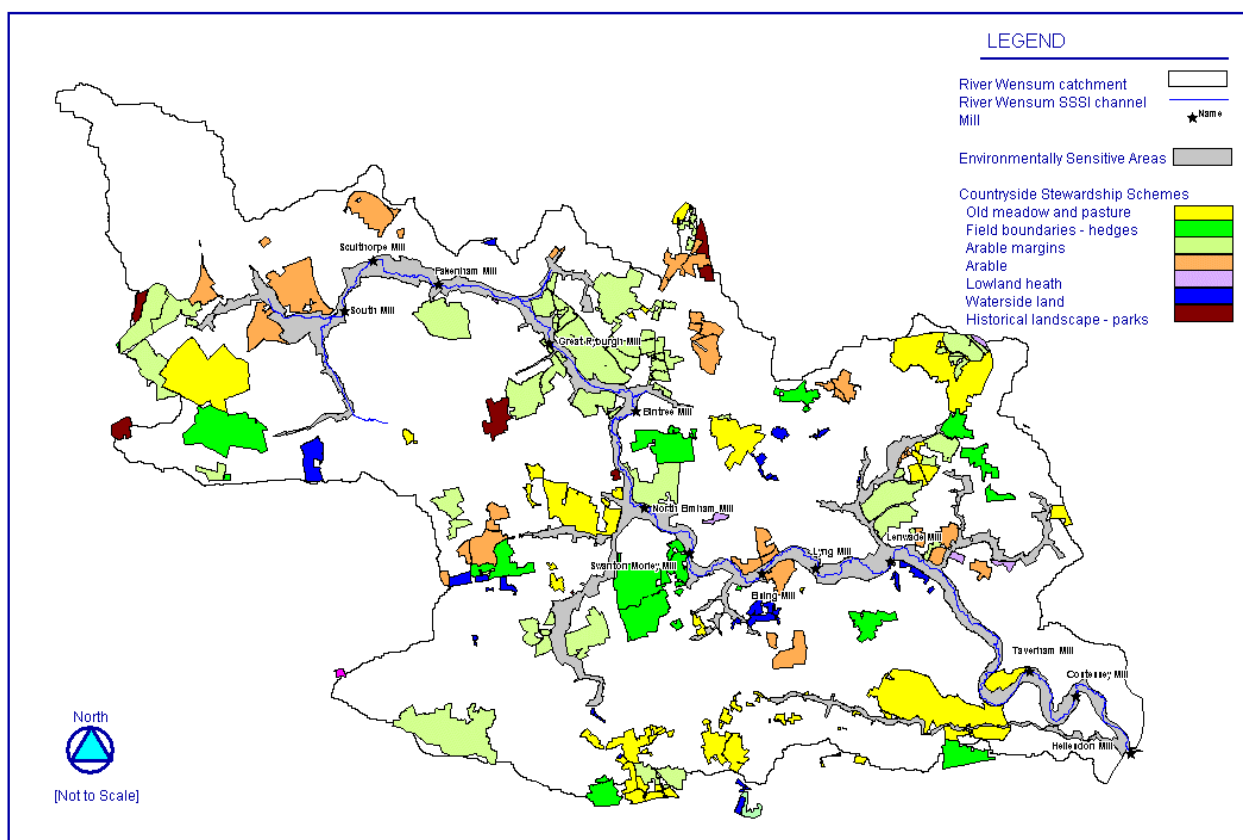 LEGEND
River Wensum catchment
River Wensum SSSI channel
Mill
Name
Environmentally Sensitive Areas
Countryside Stewardship Schemes
Old meadow and pasture
Field boundaries - hedges
Arable margins
Arable
Lowland heath
Waterside land
Historical landscape - parks
Sculthorpe Mill
Fakenham Mill
South Mill
Great Ryburgh Mill
Bintree Mill
North Elmham Mill
Swanton Morley Mill
Lyng Mill
Lenwade Mill
Elsing Mill
Taverham Mill
Costessey Mill
Hellesdon Mill
North
[Not to Scale]